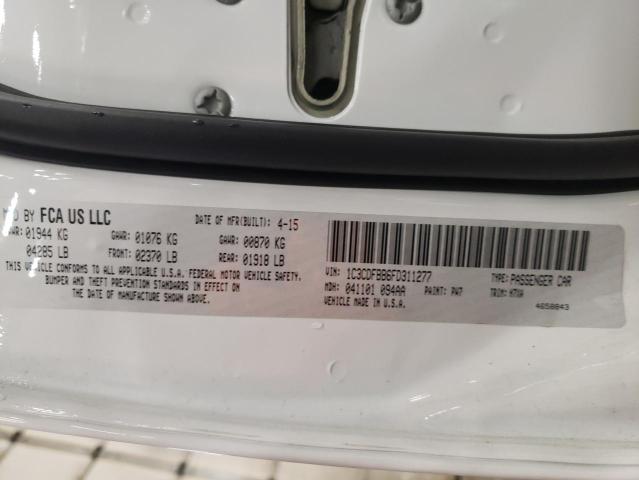 MFD BY FCA US LLC DATE OF MFR(BUILT): 4-15
GVWR: 01944 KG GAWR: 01076 KG GAWR: 00870 KG
04285 LB FRONT: 02370 LB REAR: 01918 LB
THIS VEHICLE CONFORMS TO ALL APPLICABLE U.S.A. FEDERAL MOTOR VEHICLE SAFETY,
BUMPER AND THEFT PREVENTION STANDARDS IN EFFECT ON
THE DATE OF MANUFACTURE SHOWN ABOVE.
VIN: 1C3CDFBB6FD311277 TYPE: PASSENGER CAR
MDH: 041101 094AA PAINT: PW7 TRIM:
VEHICLE MADE IN U.S.A. 4658843